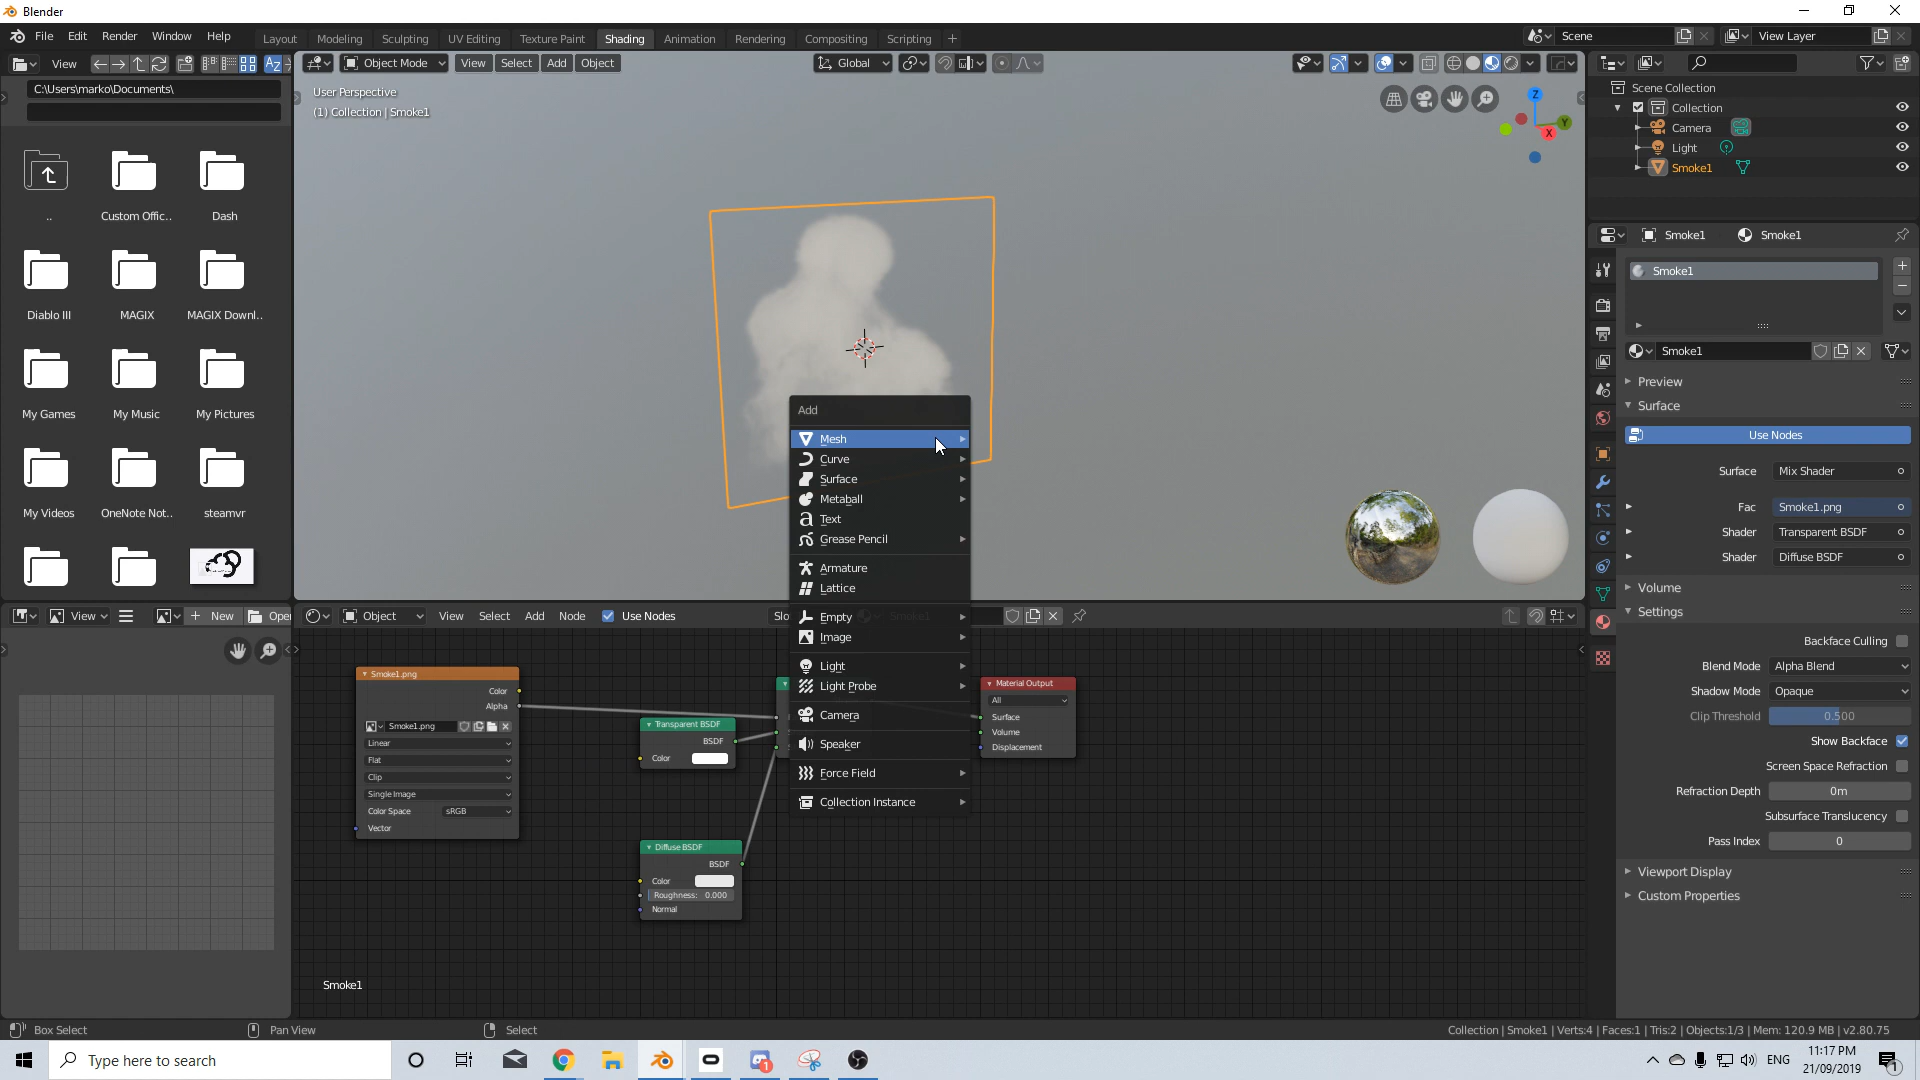 Blender
File Edit Render Window Help
Layout Modeling Sculpting UV Editing Texture Paint Shading Animation Rendering Compositing Scripting
Scene
View Layer
View
Object Mode View Select Add Object
Global
C:\Users\marko\Documents\
..
Custom Offic..
Dash
Diablo III
MAGIX
MAGIX Downl..
My Games
My Music
My Pictures
My Videos
OneNote Not..
steamvr
User Perspective
(1) Collection | Smoke1
Z
Y
X
Add
Mesh
Curve
Surface
Metaball
Text
Grease Pencil
Armature
Lattice
Empty
Image
Light
Light Probe
Camera
Speaker
Force Field
Collection Instance
Scene Collection
Collection
Camera
Light
Smoke1
Smoke1 Smoke1
Smoke1
Smoke1
Preview
Surface
Use Nodes
Surface Mix Shader
Fac Smoke1.png
Shader Transparent BSDF
Shader Diffuse BSDF
Volume
Settings
Backface Culling
Blend Mode Alpha Blend
Shadow Mode Opaque
Clip Threshold 0.500
Show Backface
Screen Space Refraction
Refraction Depth 0m
Subsurface Translucency
Pass Index 0
Viewport Display
Custom Properties
View New Open
Object View Select Add Node Use Nodes
Smoke1.png
Color
Alpha
Smoke1.png
Linear
Flat
Clip
Single Image
Color Space sRGB
Vector
Transparent BSDF
BSDF
Color
Diffuse BSDF
BSDF
Color
Roughness: 0.000
Normal
Material Output
All
Surface
Volume
Displacement
Smoke1
Box Select Pan View Select
Collection | Smoke1 | Verts:4 | Faces:1 | Tris:2 | Objects:1/3 | Mem: 120.9 MB | v2.80.75
Type here to search
ENG
11:17 PM
21/09/2019